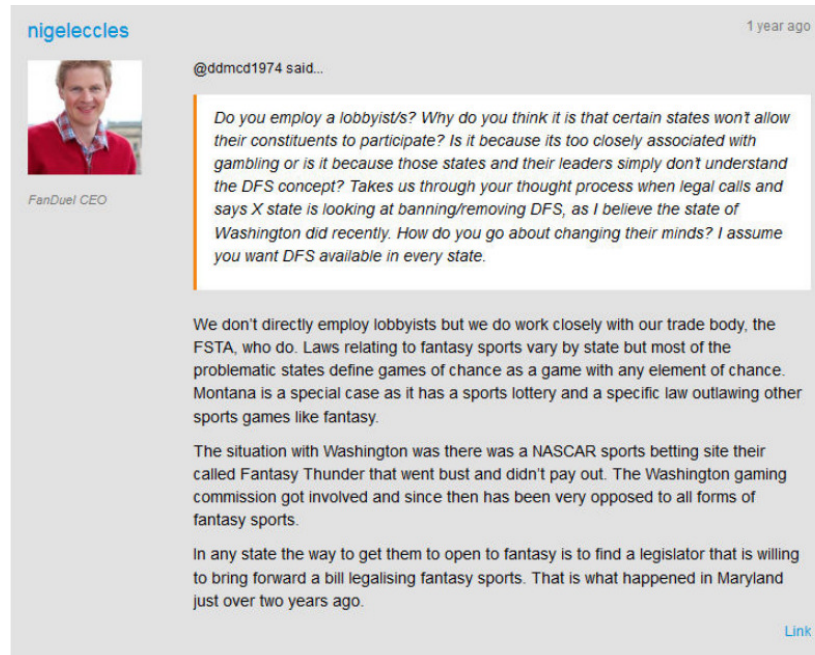 nigeleccles
1 year ago
FanDuel CEO
@ddmcd1974 said...
Do you employ a lobbyist/s? Why do you think it is that certain states won't allow
their constituents to participate? Is it because its too closely associated with
gambling or is it because those states and their leaders simply don't understand
the DFS concept? Takes us through your thought process when legal calls and
says X state is looking at banning/removing DFS, as I believe the state of
Washington did recently. How do you go about changing their minds? I assume
you want DFS available in every state.
We don't directly employ lobbyists but we do work closely with our trade body, the
FSTA, who do. Laws relating to fantasy sports vary by state but most of the
problematic states define games of chance as a game with any element of chance.
Montana is a special case as it has a sports lottery and a specific law outlawing other
sports games like fantasy.
The situation with Washington was there was a NASCAR sports betting site their
called Fantasy Thunder that went bust and didn't pay out. The Washington gaming
commission got involved and since then has been very opposed to all forms of
fantasy sports.
In any state the way to get them to open to fantasy is to find a legislator that is willing
to bring forward a bill legalising fantasy sports. That is what happened in Maryland
just over two years ago.
Link